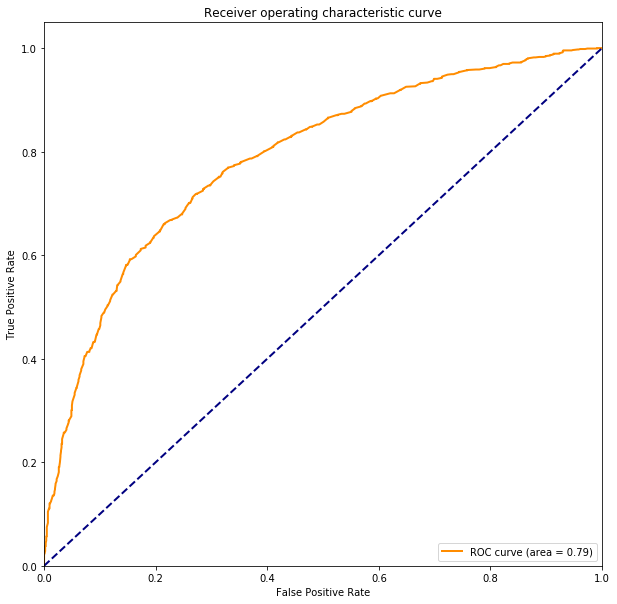 Receiver operating characteristic curve
True Positive Rate
1.0
0.8
0.6
0.4
0.2
0.0
ROC curve (area = 0.79)
0.0 0.2 0.4 0.6 0.8 1.0
False Positive Rate